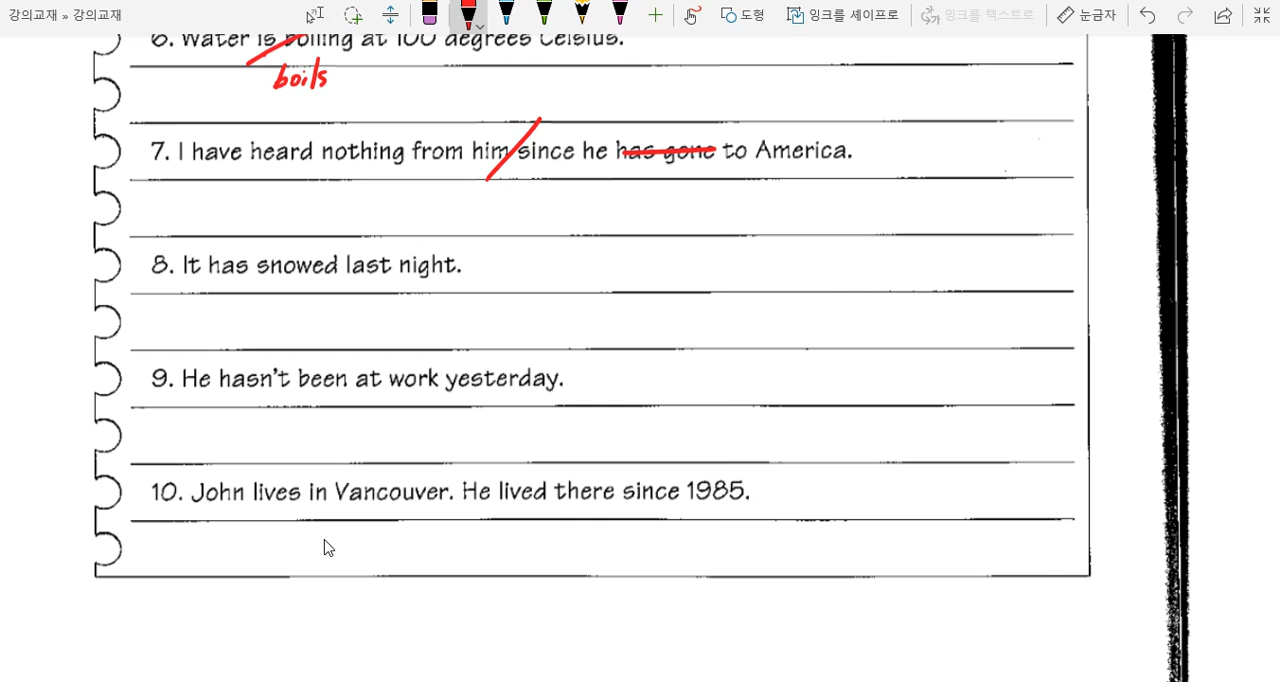 강의교재 » 강의교재
도형
잉크를 셰이프로
잉크를 텍스트로
눈금자
6. Water is boiling at 100 degrees Celsius.
boils
7. I have heard nothing from him since he has gone to America.
8. It has snowed last night.
9. He hasn't been at work yesterday.
10. John lives in Vancouver. He lived there since 1985.